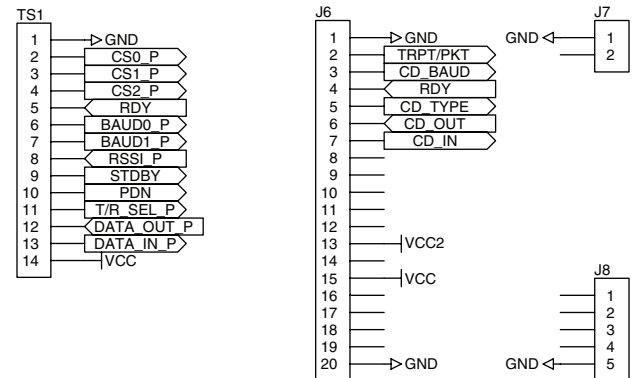 TS1
1 GND
2 CS0_P
3 CS1_P
4 CS2_P
5 RDY
6 BAUD0_P
7 BAUD1_P
8 RSSI_P
9 STDBY
10 PDN
11 T/R_SEL_P
12 DATA_OUT_P
13 DATA_IN_P
14 VCC
J6
1 GND
2 TRPT/PKT
3 CD_BAUD
4 RDY
5 CD_TYPE
6 CD_OUT
7 CD_IN
8
9
10
11
12
13 VCC2
14
15 VCC
16
17
18
19
20 GND
J7
GND 1
2
J8
1
2
3
4
GND 5